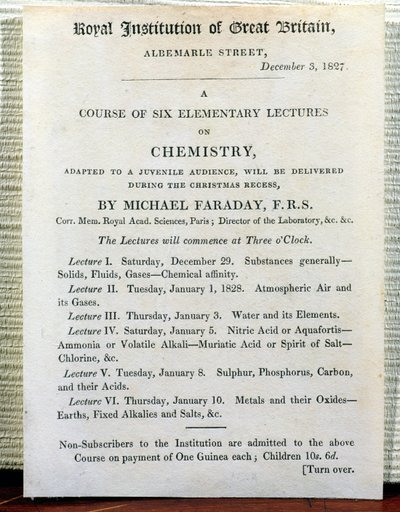 Royal Institution of Great Britain,
ALBEMARLE STREET,
December 3, 1827.
A
COURSE OF SIX ELEMENTARY LECTURES
ON
CHEMISTRY,
ADAPTED TO A JUVENILE AUDIENCE, WILL BE DELIVERED
DURING THE CHRISTMAS RECESS,
BY MICHAEL FARADAY, F.R.S.
Corr. Mem. Royal Acad. Sciences, Paris; Director of the Laboratory, &c. &c.
The Lectures will commence at Three o'Clock.
Lecture I. Saturday, December 29. Substances generally—
Solids, Fluids, Gases—Chemical affinity.
Lecture II. Tuesday, January 1, 1828. Atmospheric Air and
its Gases.
Lecture III. Thursday, January 3. Water and its Elements.
Lecture IV. Saturday, January 5. Nitric Acid or Aquafortis—
Ammonia or Volatile Alkali—Muriatic Acid or Spirit of Salt—
Chlorine, &c.
Lecture V. Tuesday, January 8. Sulphur, Phosphorus, Carbon,
and their Acids.
Lecture VI. Thursday, January 10. Metals and their Oxides—
Earths, Fixed Alkalies and Salts, &c.
Non-Subscribers to the Institution are admitted to the above
Course on payment of One Guinea each; Children 10s. 6d.
[Turn over.